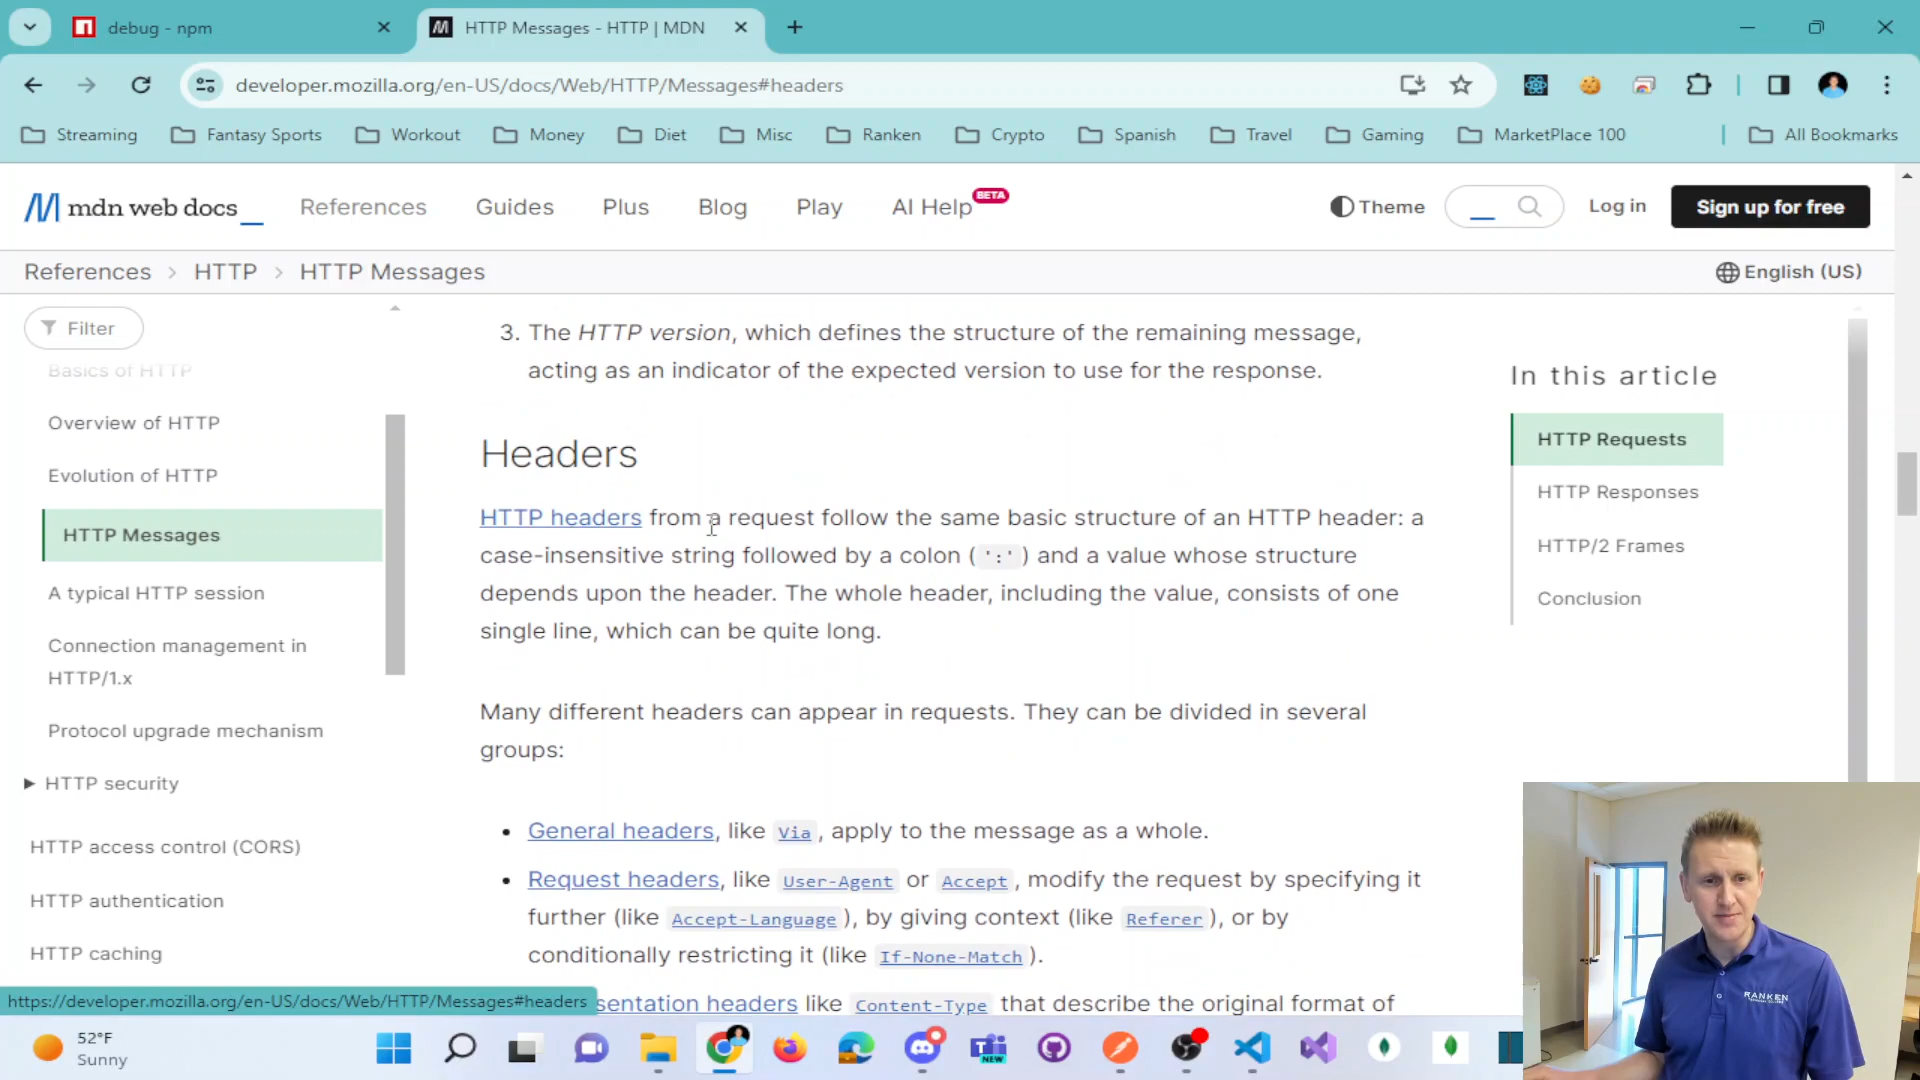 debug - npm
HTTP Messages - HTTP | MDN
developer.mozilla.org/en-US/docs/Web/HTTP/Messages#headers
Streaming
Fantasy Sports
Workout
Money
Diet
Misc
Ranken
Crypto
Spanish
Travel
Gaming
MarketPlace 100
All Bookmarks
mdn web docs
References
Guides
Plus
Blog
Play
AI Help BETA
Theme
Log in
Sign up for free
References > HTTP > HTTP Messages
English (US)
Filter
Basics of HTTP
Overview of HTTP
Evolution of HTTP
HTTP Messages
A typical HTTP session
Connection management in
HTTP/1.x
Protocol upgrade mechanism
HTTP security
HTTP access control (CORS)
HTTP authentication
HTTP caching
3. The HTTP version, which defines the structure of the remaining message,
acting as an indicator of the expected version to use for the response.
Headers
HTTP headers from a request follow the same basic structure of an HTTP header: a
case-insensitive string followed by a colon (':') and a value whose structure
depends upon the header. The whole header, including the value, consists of one
single line, which can be quite long.
Many different headers can appear in requests. They can be divided in several
groups:
• General headers, like Via, apply to the message as a whole.
• Request headers, like User-Agent or Accept, modify the request by specifying it
further (like Accept-Language), by giving context (like Referer), or by
conditionally restricting it (like If-None-Match).
sentation headers like Content-Type that describe the original format of
In this article
HTTP Requests
HTTP Responses
HTTP/2 Frames
Conclusion
https://developer.mozilla.org/en-US/docs/Web/HTTP/Messages#headers
RANKEN
52°F
Sunny
NEW